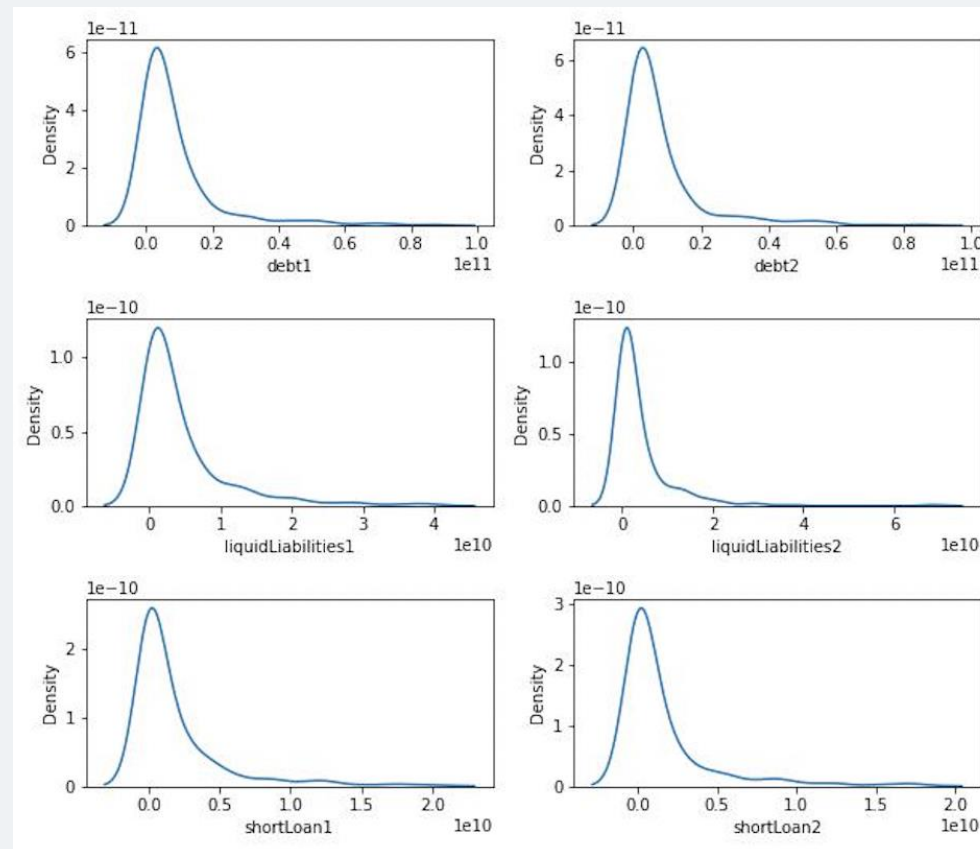 1e−11
6
4
2
0
Density
0.0 0.2 0.4 0.6 0.8 1.0
1e11
debt1
1e−11
6
4
2
0
Density
0.0 0.2 0.4 0.6 0.8 1.0
1e11
debt2
1e−10
1.0
0.5
0.0
Density
0 1 2 3 4
1e10
liquidLiabilities1
1e−10
1.0
0.5
0.0
Density
0 2 4 6
1e10
liquidLiabilities2
1e−10
2
1
0
Density
0.0 0.5 1.0 1.5 2.0
1e10
shortLoan1
1e−10
3
2
1
0
Density
0.0 0.5 1.0 1.5 2.0
1e10
shortLoan2